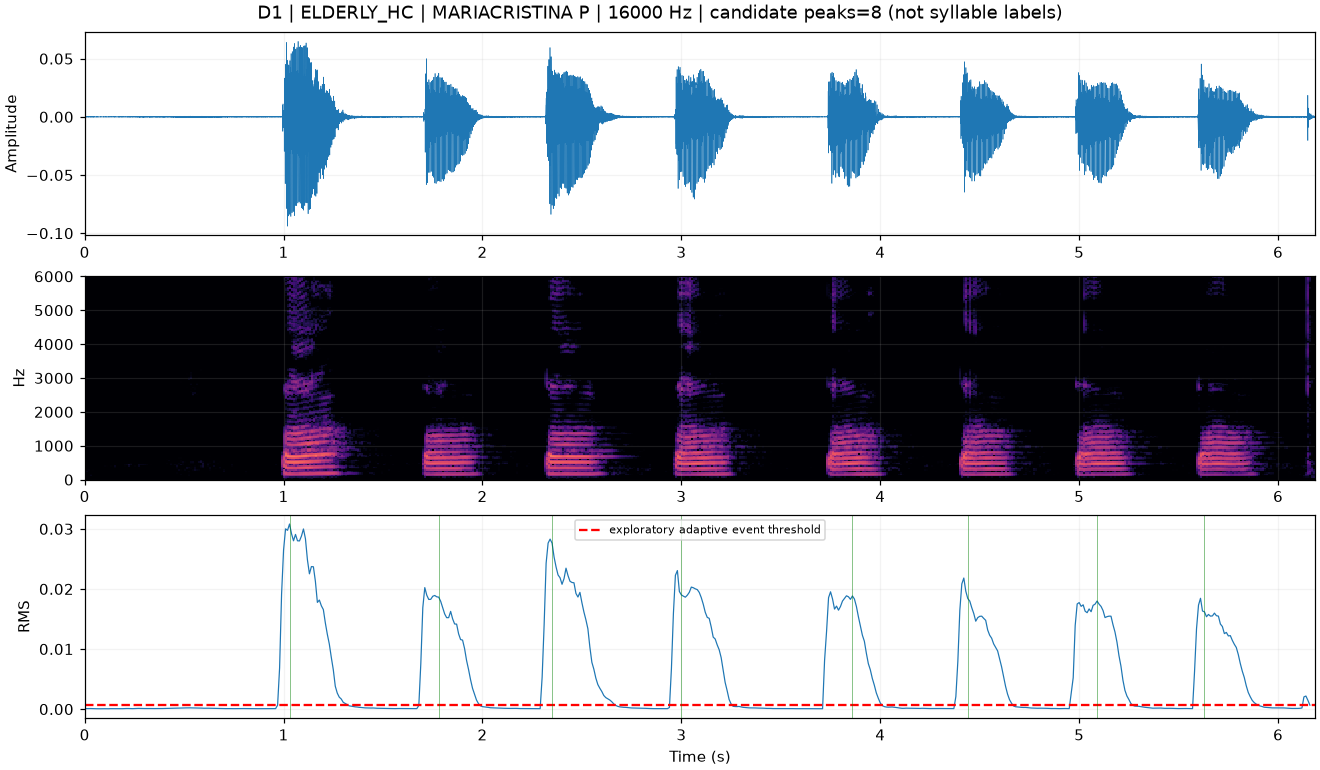 D1 | ELDERLY_HC | MARIACRISTINA P | 16000 Hz | candidate peaks=8 (not syllable labels)
Amplitude
0.05
0.00
−0.05
−0.10
0 1 2 3 4 5 6
Hz
6000
5000
4000
3000
2000
1000
0
0 1 2 3 4 5 6
RMS
exploratory adaptive event threshold
0.03
0.02
0.01
0.00
0 1 2 3 4 5 6
Time (s)